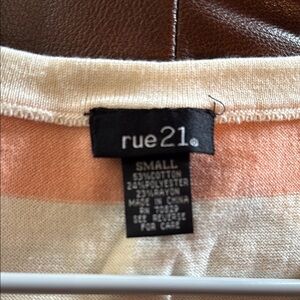 rue21®
SMALL
53%COTTON
24%POLYESTER
23%RAYON
MADE IN CHINA
SEE REVERSE
FOR CARE